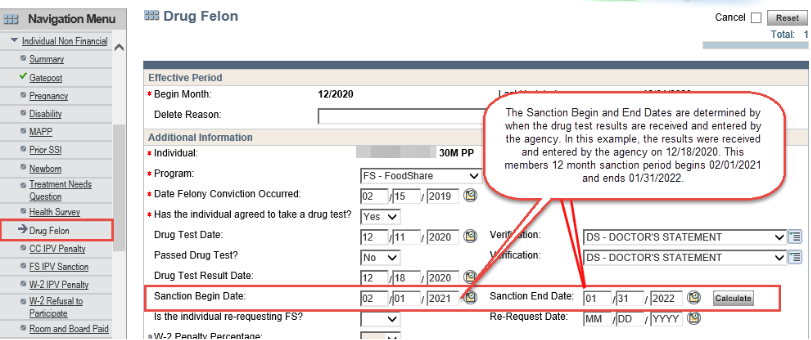 Navigation Menu
Individual Non Financial
Summary
Gatepost
Pregnancy
Disability
MAPP
Prior SSI
Newborn
Treatment Needs
Question
Health Survey
Drug Felon
CC IPV Penalty
FS IPV Sanction
W-2 IPV Penalty
W-2 Refusal to
Participate
Room and Board Paid
Drug Felon
Cancel Reset
Total: 1
Effective Period
* Begin Month: 12/2020
Delete Reason:
Additional Information
* Individual: 30M PP
* Program: FS - FoodShare
* Date Felony Conviction Occurred: 02 / 15 / 2019
* Has the individual agreed to take a drug test? Yes
Drug Test Date: 12 / 11 / 2020 Verification: DS - DOCTOR'S STATEMENT
Passed Drug Test? No Verification: DS - DOCTOR'S STATEMENT
Drug Test Result Date: 12 / 18 / 2020
Sanction Begin Date: 02 / 01 / 2021 Sanction End Date: 01 / 31 / 2022 Calculate
Is the individual re-requesting FS? Re-Request Date: MM / DD / YYYY
W-2 Penalty Percentage:
The Sanction Begin and End Dates are determined by
when the drug test results are received and entered by
the agency. In this example, the results were received
and entered by the agency on 12/18/2020. This
members 12 month sanction period begins 02/01/2021
and ends 01/31/2022.